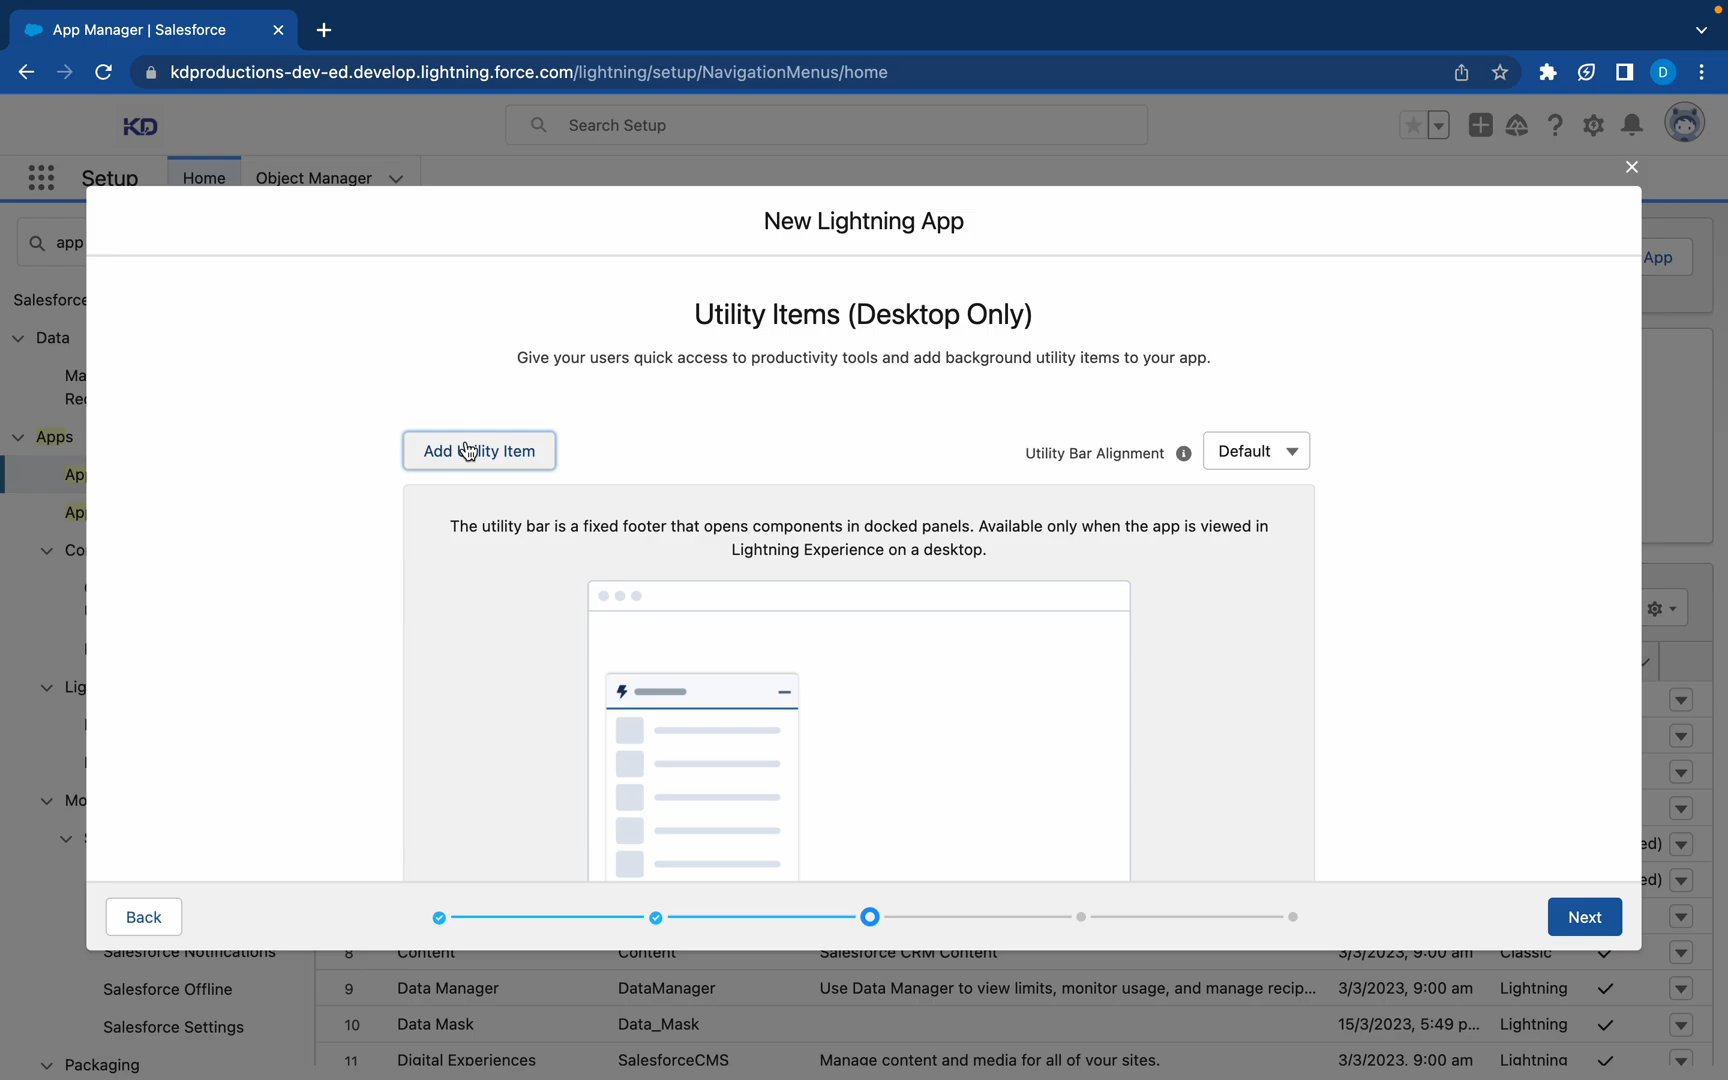 App Manager | Salesforce
kdproductions-dev-ed.develop.lightning.force.com/lightning/setup/NavigationMenus/home
D
KD
Search Setup
Setup
Home
Object Manager
New Lightning App
app
App
Salesforce
Utility Items (Desktop Only)
Data
Give your users quick access to productivity tools and add background utility items to your app.
Ma
Rec
Apps
Add Utility Item
Utility Bar Alignment
Default
App
App
The utility bar is a fixed footer that opens components in docked panels. Available only when the app is viewed in
Lightning Experience on a desktop.
Co
Lig
Mo
ed)
ed)
Back
Next
Salesforce Notifications
8 Content Content Salesforce CRM Content 3/3/2023, 9:00 am Classic
Salesforce Offline
9 Data Manager DataManager Use Data Manager to view limits, monitor usage, and manage recip... 3/3/2023, 9:00 am Lightning
Salesforce Settings
10 Data Mask Data_Mask 15/3/2023, 5:49 p... Lightning
Packaging
11 Digital Experiences SalesforceCMS Manage content and media for all of your sites. 3/3/2023, 9:00 am Lightning